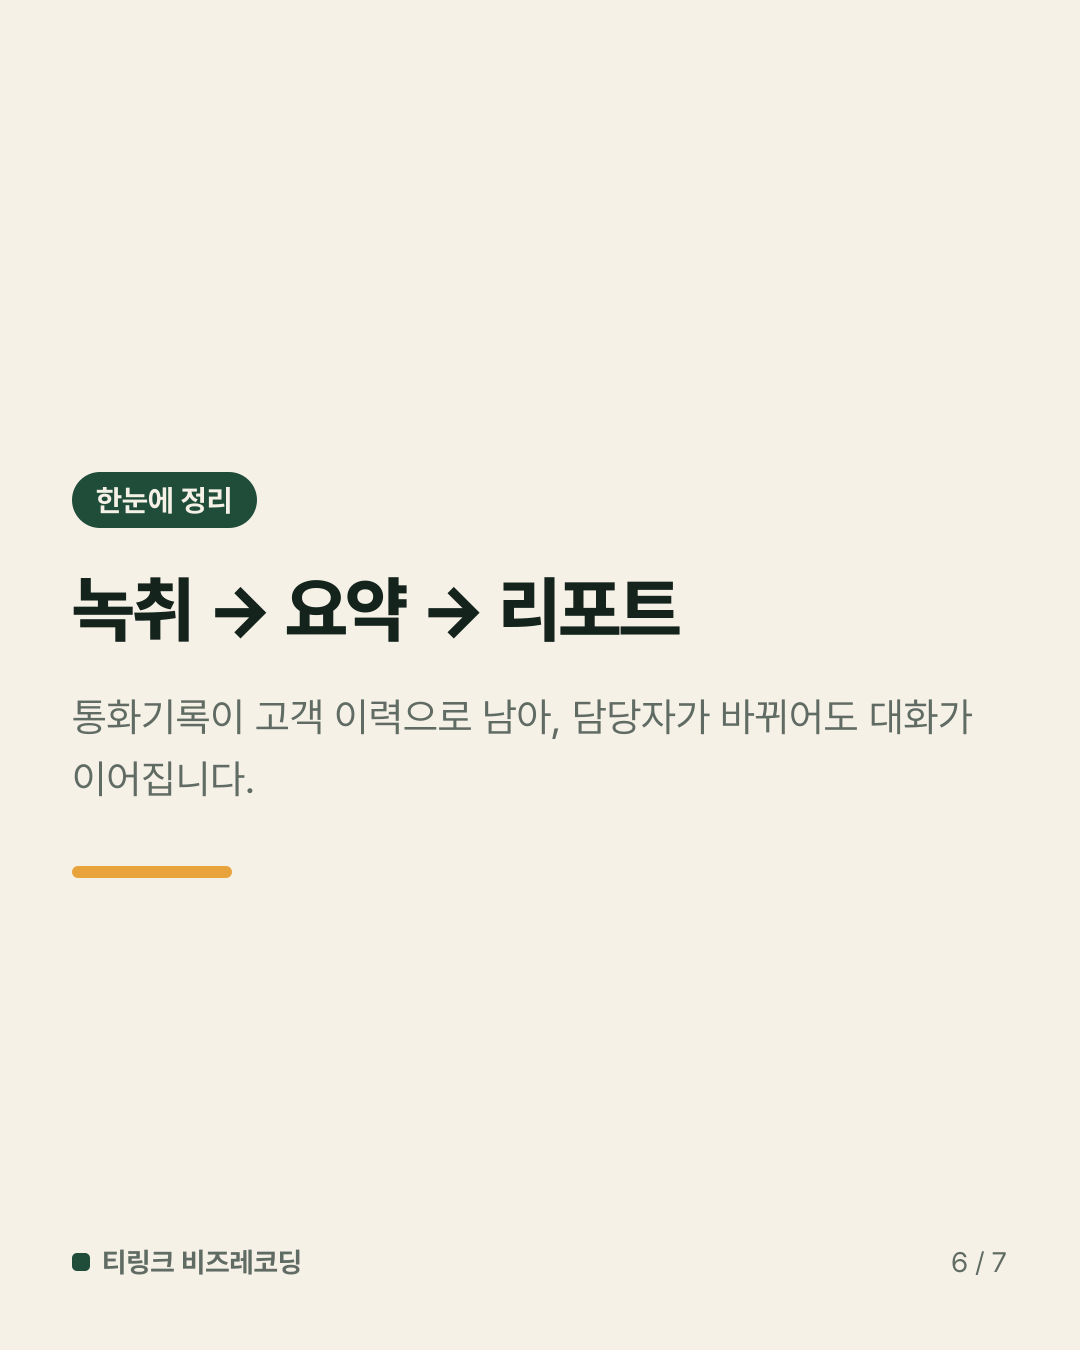 한눈에 정리
녹취 → 요약 → 리포트
통화기록이 고객 이력으로 남아, 담당자가 바뀌어도 대화가
이어집니다.
티링크 비즈레코딩
6 / 7